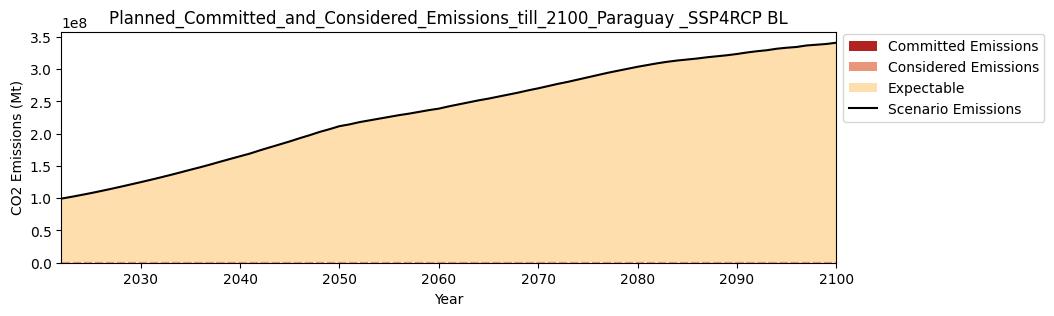 Planned_Committed_and_Considered_Emissions_till_2100_Paraguay _SSP4RCP BL
1e8
3.5
3.0
2.5
2.0
1.5
1.0
0.5
0.0
CO2 Emissions (Mt)
2030 2040 2050 2060 2070 2080 2090 2100
Year
Committed Emissions
Considered Emissions
Expectable
Scenario Emissions